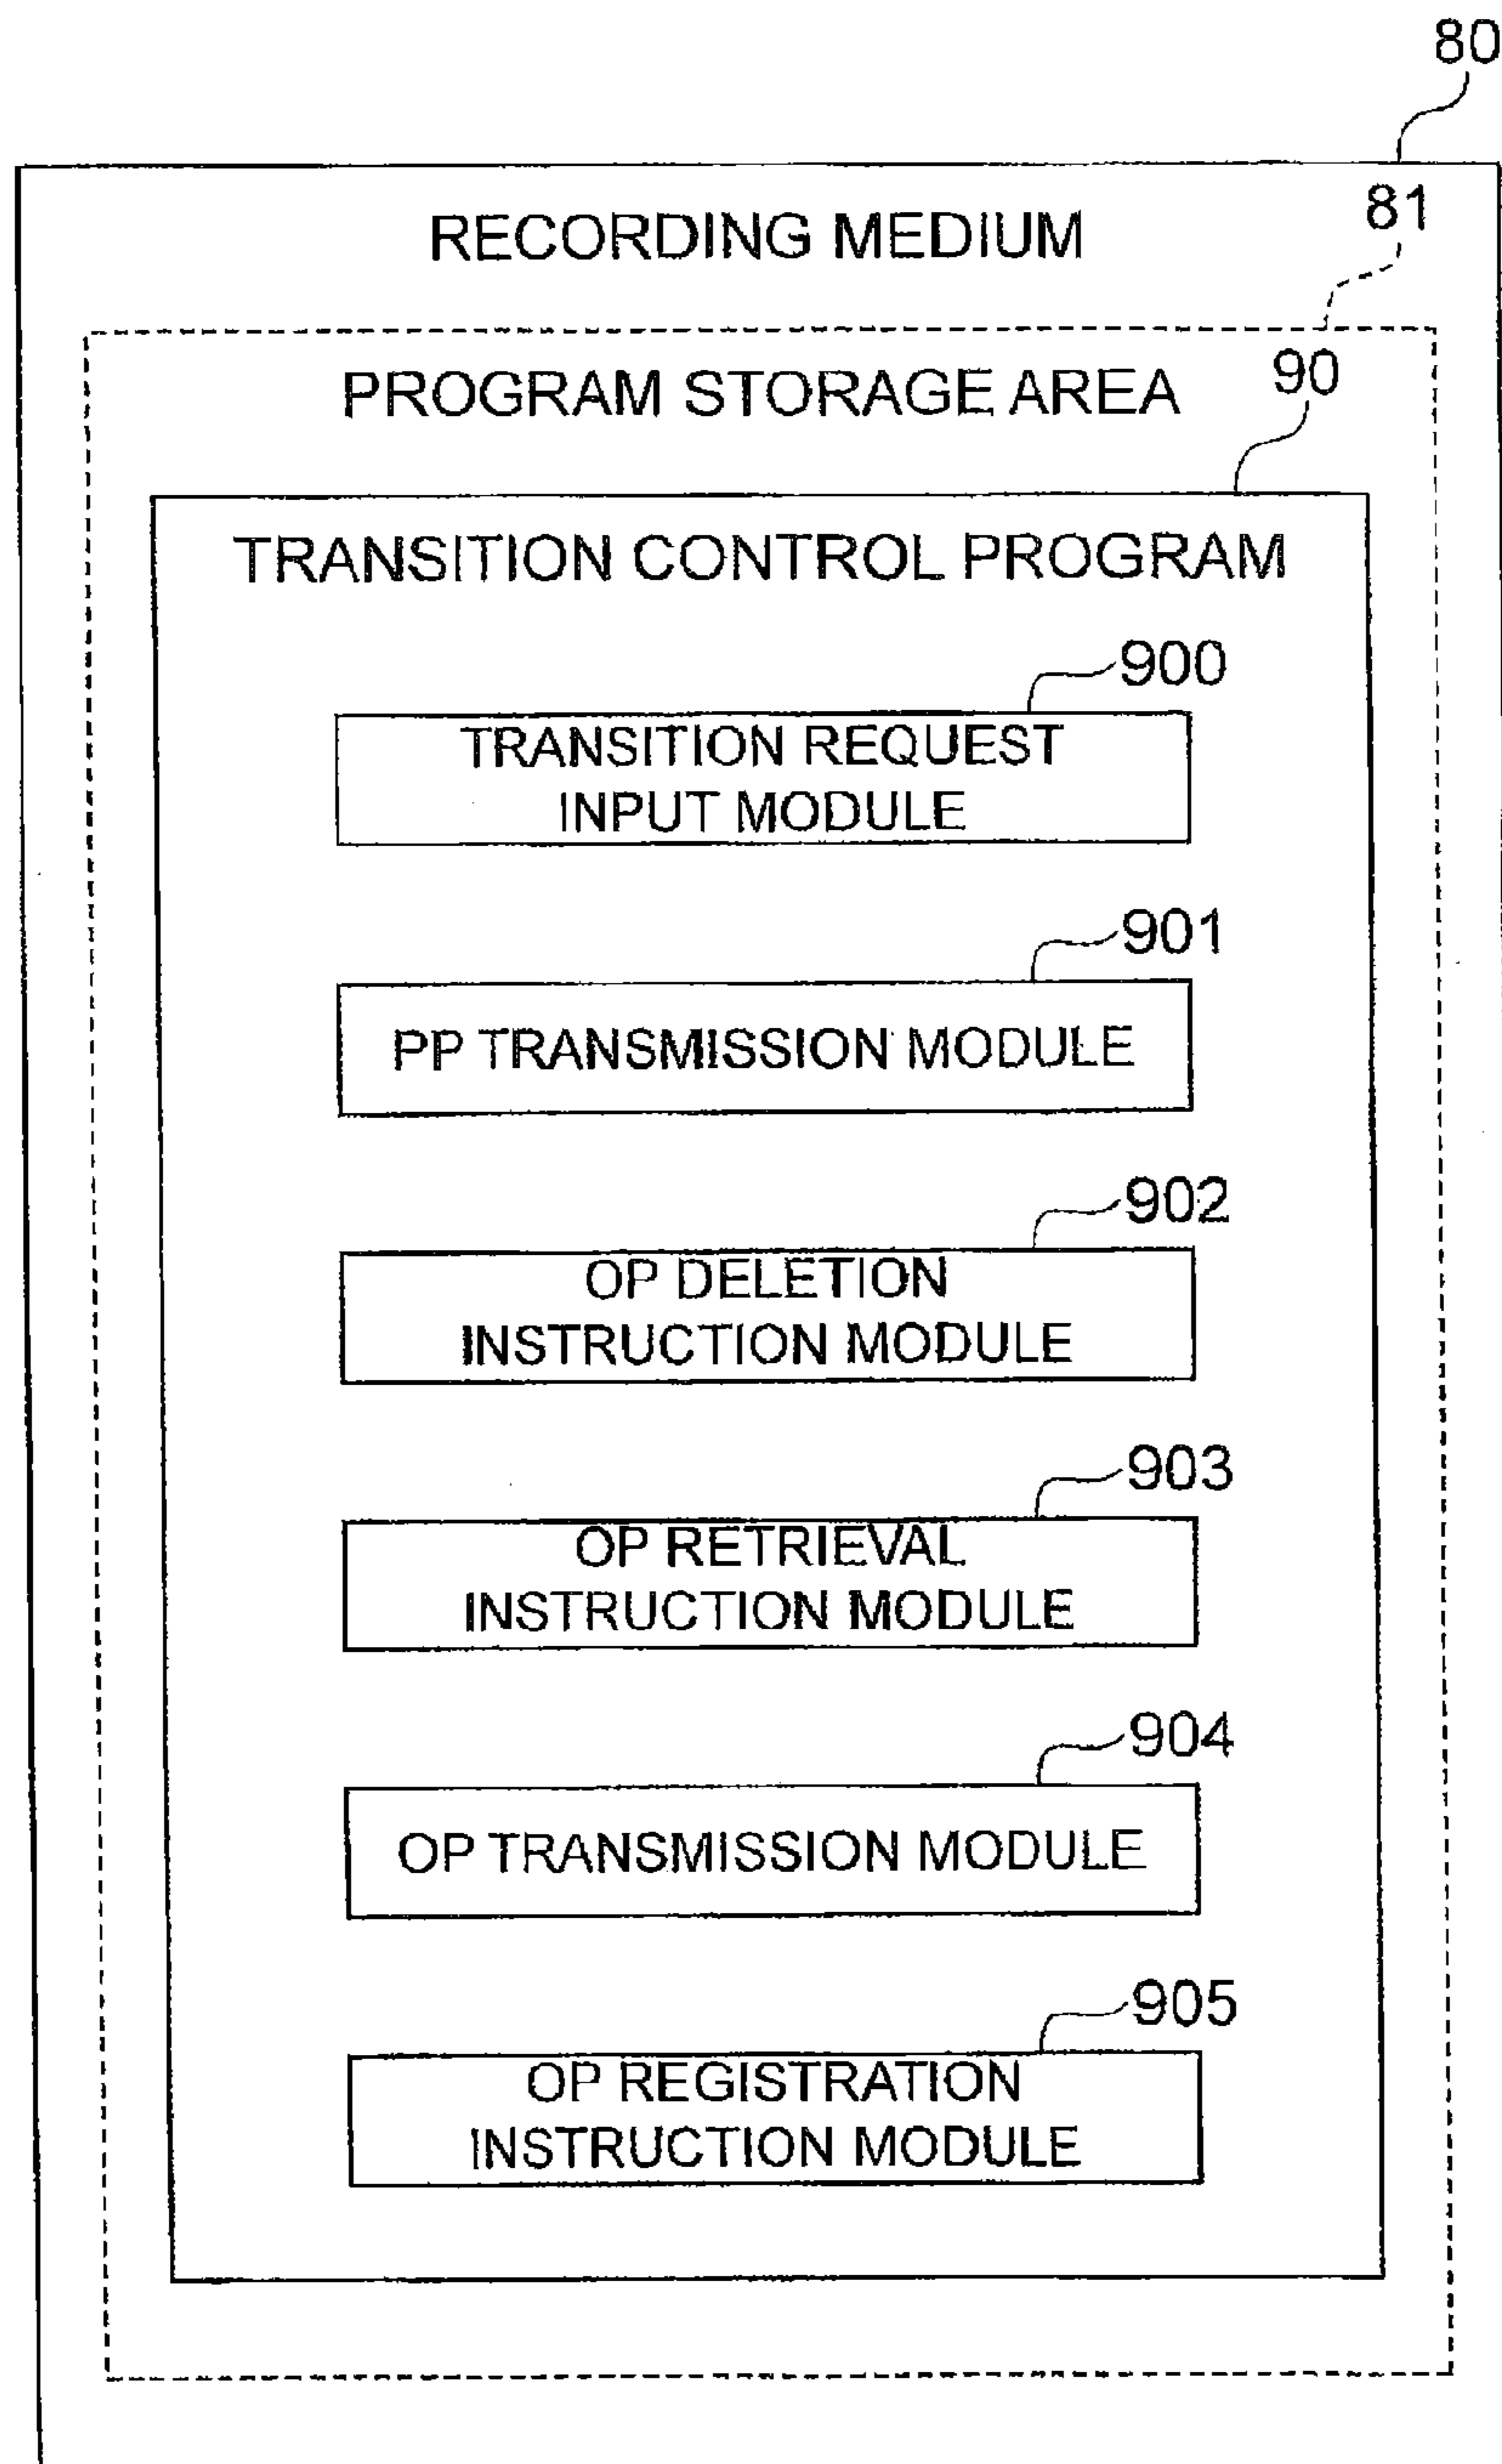 80
RECORDING MEDIUM
81
PROGRAM STORAGE AREA
90
TRANSITION CONTROL PROGRAM
900
TRANSITION REQUEST
INPUT MODULE
901
PP TRANSMISSION MODULE
902
OP DELETION
INSTRUCTION MODULE
903
OP RETRIEVAL
INSTRUCTION MODULE
904
OP TRANSMISSION MODULE
905
OP REGISTRATION
INSTRUCTION MODULE